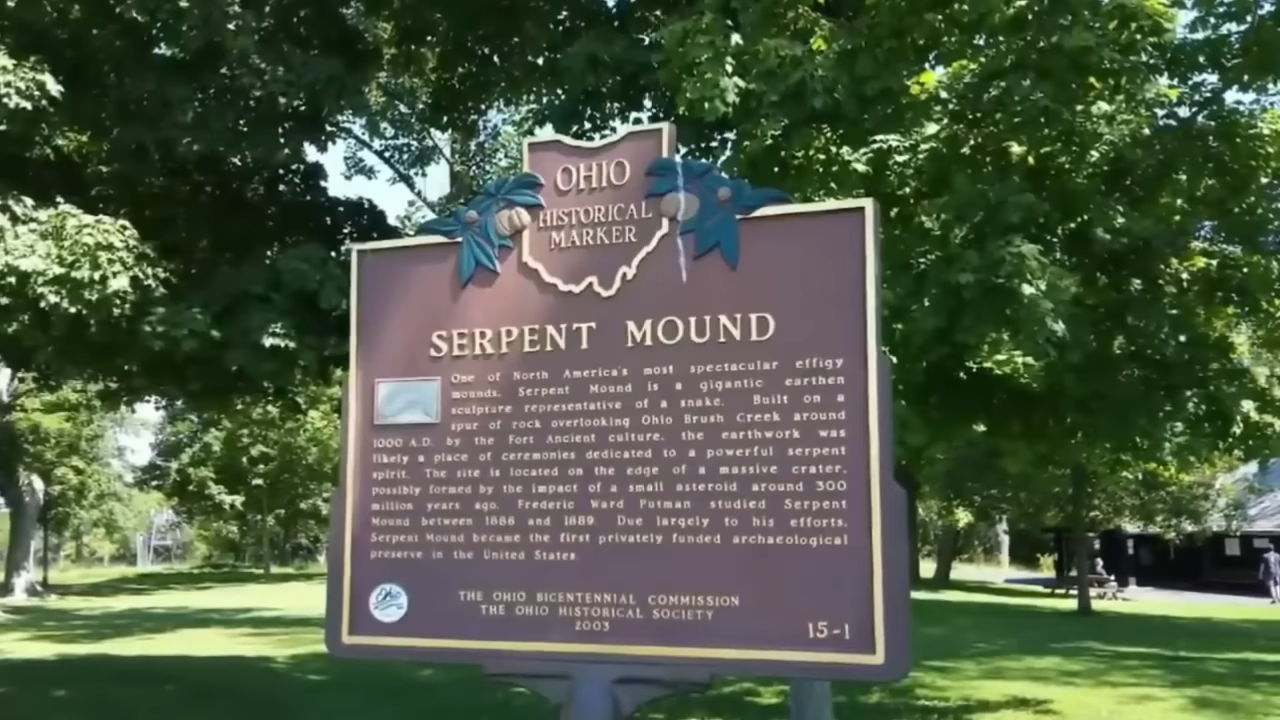 OHIO
HISTORICAL
MARKER
SERPENT MOUND
One of North America's most spectacular effigy
mounds, Serpent Mound is a gigantic earthen
sculpture representative of a snake. Built on a
spur of rock overlooking Ohio Brush Creek around
1000 A.D. by the Fort Ancient culture, the earthwork was
likely a place of ceremonies dedicated to a powerful serpent
spirit. The site is located on the edge of a massive crater,
possibly formed by the impact of a small asteroid around 300
million years ago. Frederic Ward Putman studied Serpent
Mound between 1886 and 1889. Due largely to his efforts,
Serpent Mound became the first privately funded archaeological
preserve in the United States.
Ohio
THE OHIO BICENTENNIAL COMMISSION
THE OHIO HISTORICAL SOCIETY
2003
15-1